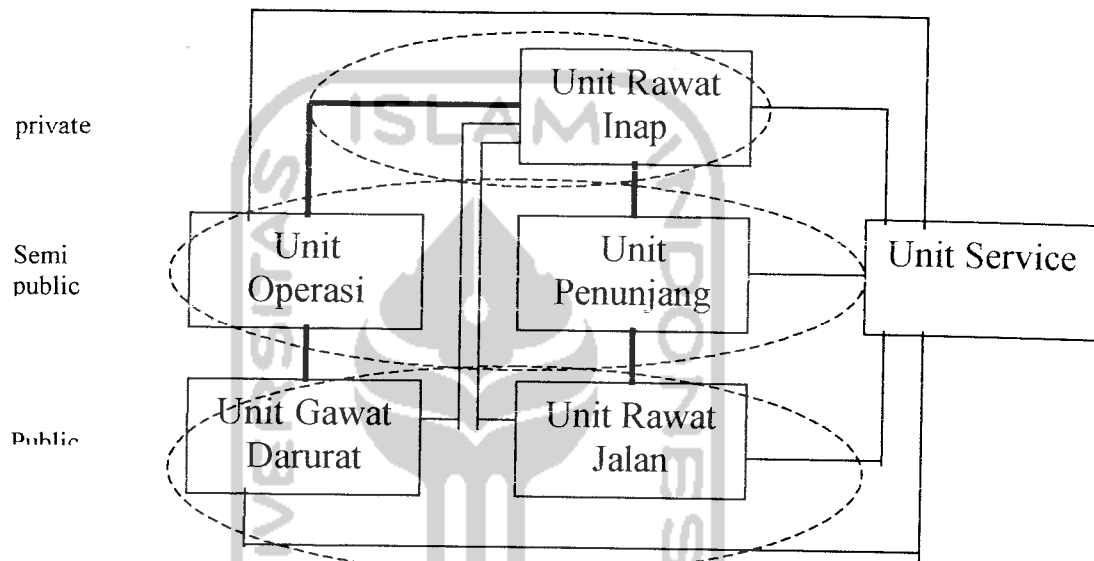 private
Unit Rawat
Inap
Semi
public
Unit
Operasi
Unit
Penunjang
Unit Service
Public
Unit Gawat
Darurat
Unit Rawat
Jalan
ISLAM